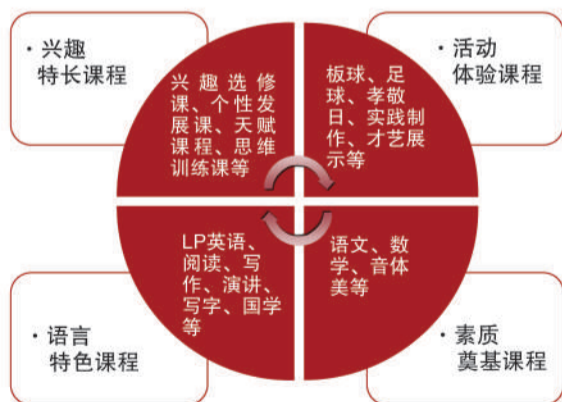 · 兴趣
特长课程
兴趣选修
课、个性发
展课、天赋
课程、思维
训练课等
板球、足
球、孝敬
日、实践制
作、才艺展
示等
· 活动
体验课程
LP英语、
阅读、写
作、演讲、
写字、国学
等
· 语言
特色课程
语文、数
学、音体
美等
· 素质
奠基课程